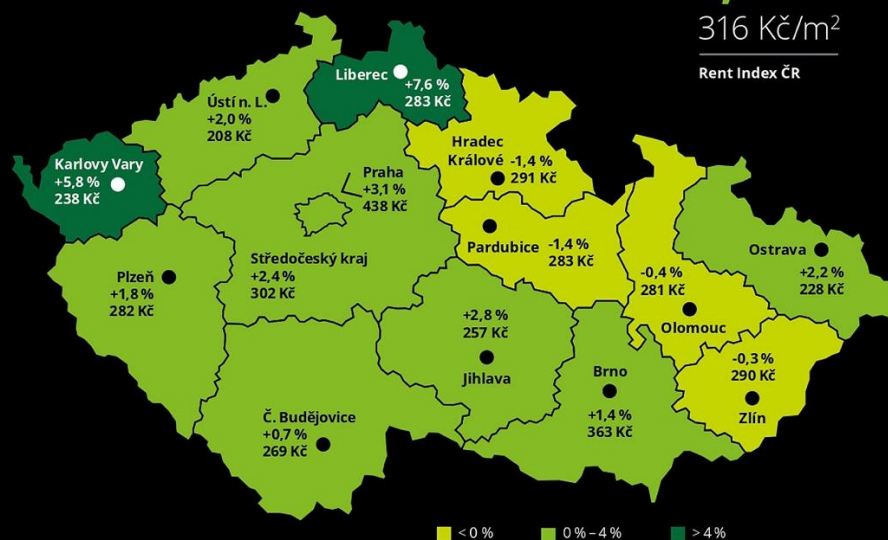 316 Kč/m²
Rent Index ČR
Liberec
+7,6 %
283 Kč
Ústí n. L.
+2,0 %
208 Kč
Karlovy Vary
+5,8 %
238 Kč
Hradec
Králové -1,4 %
291 Kč
Praha
+3,1 %
438 Kč
Pardubice -1,4 %
283 Kč
Středočeský kraj
+2,4 %
302 Kč
Ostrava
+2,2 %
228 Kč
Plzeň
+1,8 %
282 Kč
-0,4 %
281 Kč
Olomouc
+2,8 %
257 Kč
Jihlava
-0,3 %
290 Kč
Zlín
Brno
+1,4 %
363 Kč
Č. Budějovice
+0,7 %
269 Kč
< 0 % 0 % – 4 % > 4 %